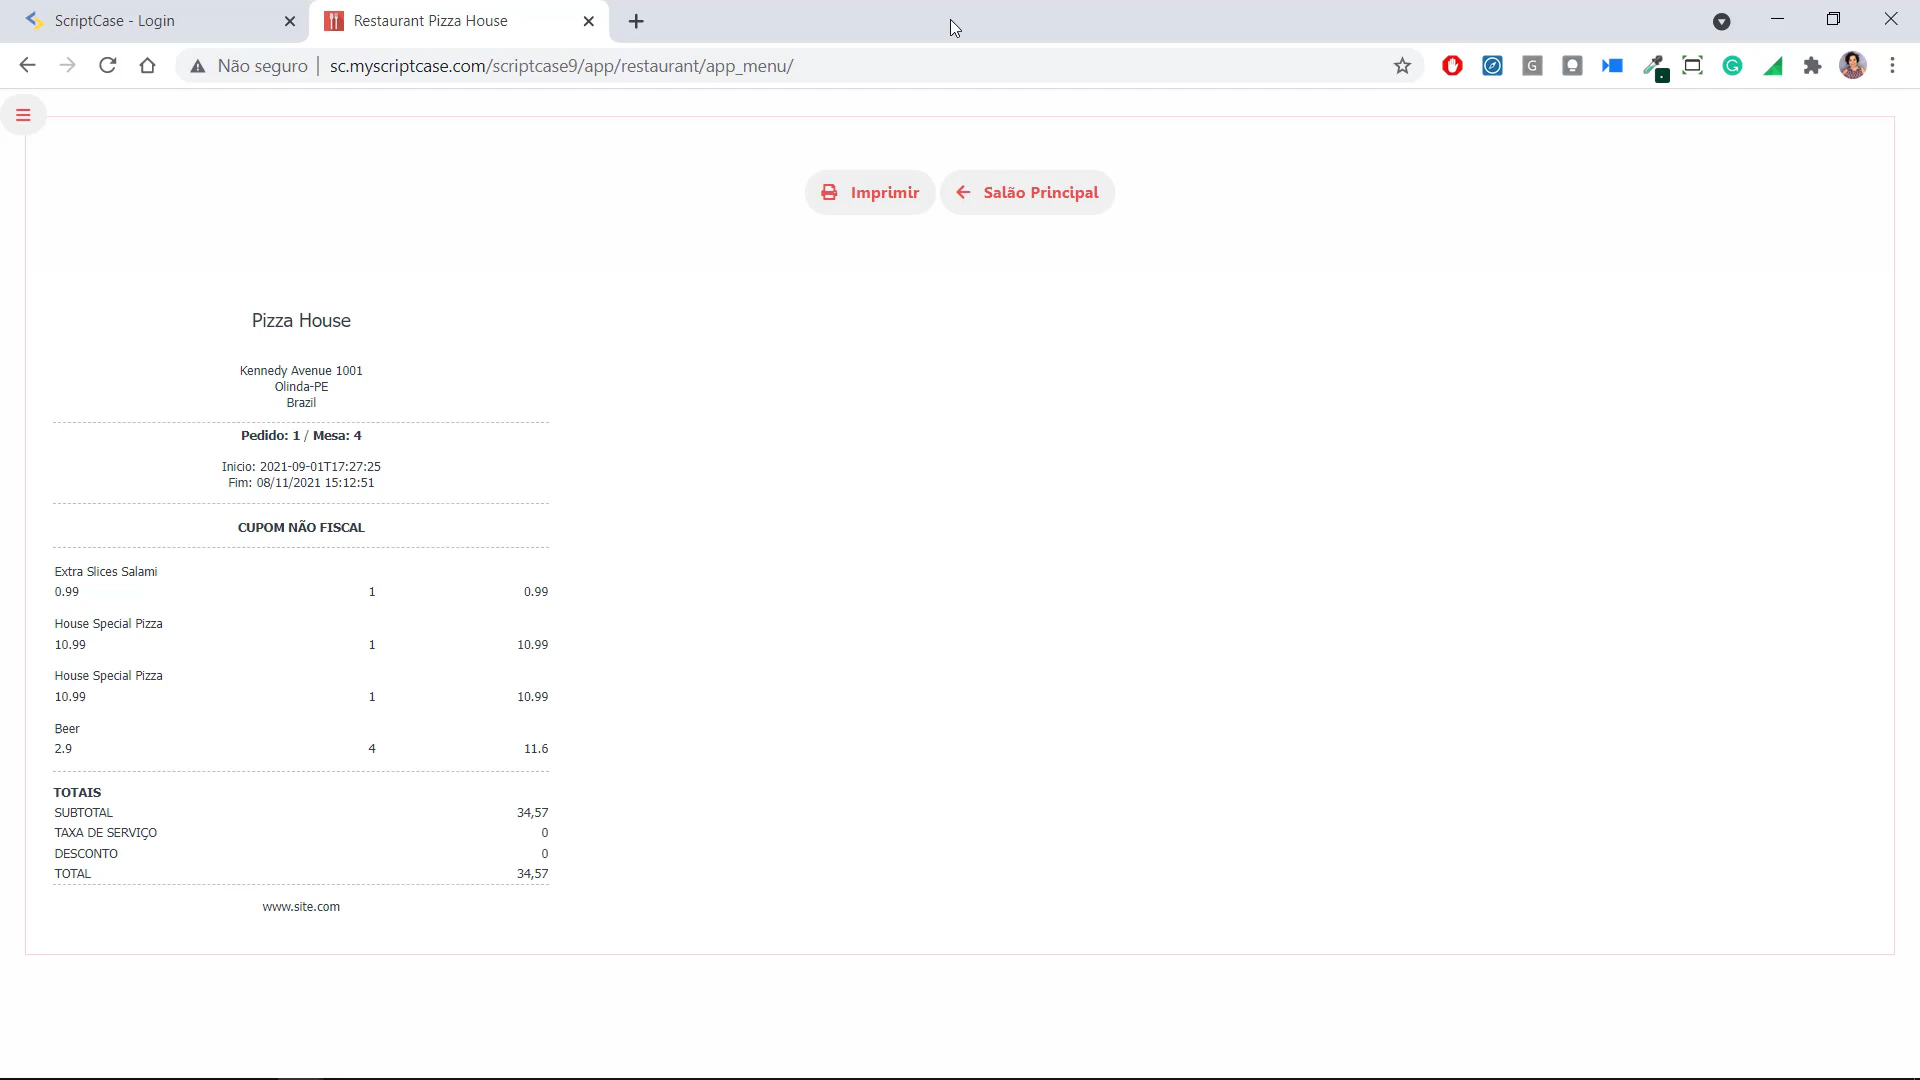 ScriptCase - Login
Restaurant Pizza House
Não seguro
sc.myscriptcase.com/scriptcase9/app/restaurant/app_menu/
Imprimir
Salão Principal
Pizza House
Kennedy Avenue 1001
Olinda-PE
Brazil
Pedido: 1 / Mesa: 4
Inicio: 2021-09-01T17:27:25
Fim: 08/11/2021 15:12:51
CUPOM NÃO FISCAL
Extra Slices Salami
0.99 1 0.99
House Special Pizza
10.99 1 10.99
House Special Pizza
10.99 1 10.99
Beer
2.9 4 11.6
TOTAIS
SUBTOTAL 34,57
TAXA DE SERVIÇO 0
DESCONTO 0
TOTAL 34,57
www.site.com